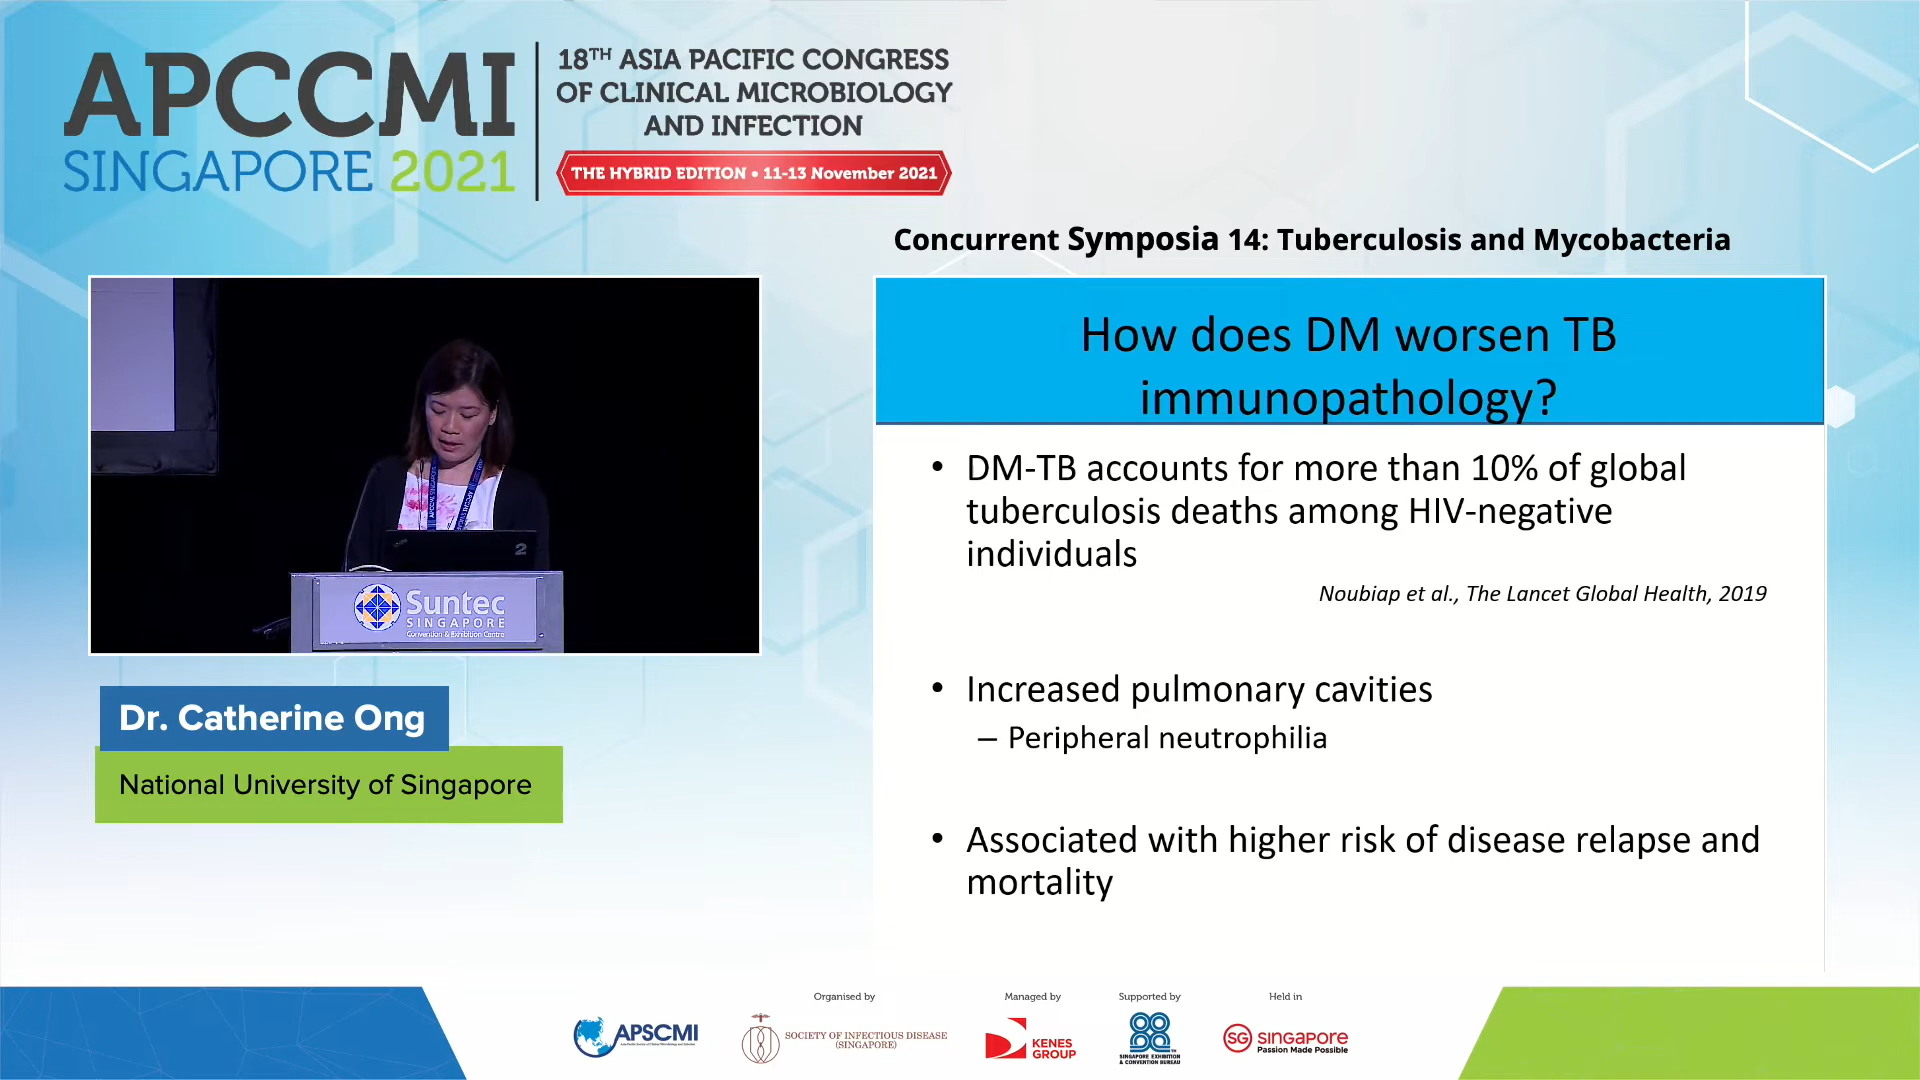 APCCMI
SINGAPORE 2021
18TH ASIA PACIFIC CONGRESS
OF CLINICAL MICROBIOLOGY
AND INFECTION
THE HYBRID EDITION • 11-13 November 2021
Concurrent Symposia 14: Tuberculosis and Mycobacteria
2
Suntec
SINGAPORE
Convention & Exhibition Centre
Dr. Catherine Ong
National University of Singapore
How does DM worsen TB
immunopathology?
• DM-TB accounts for more than 10% of global
tuberculosis deaths among HIV-negative
individuals
Noubiap et al., The Lancet Global Health, 2019
• Increased pulmonary cavities
– Peripheral neutrophilia
• Associated with higher risk of disease relapse and
mortality
APSCMI
Organised by
SOCIETY OF INFECTIOUS DISEASE
(SINGAPORE)
Managed by
KENES
GROUP
Supported by
SINGAPORE EXHIBITION
& CONVENTION BUREAU
Held in
SG SINGAPORE
Passion Made Possible